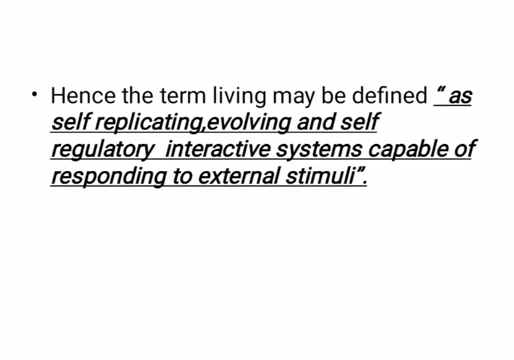 • Hence the term living may be defined “ as
self replicating,evolving and self
regulatory  interactive systems capable of
responding to external stimuli”.